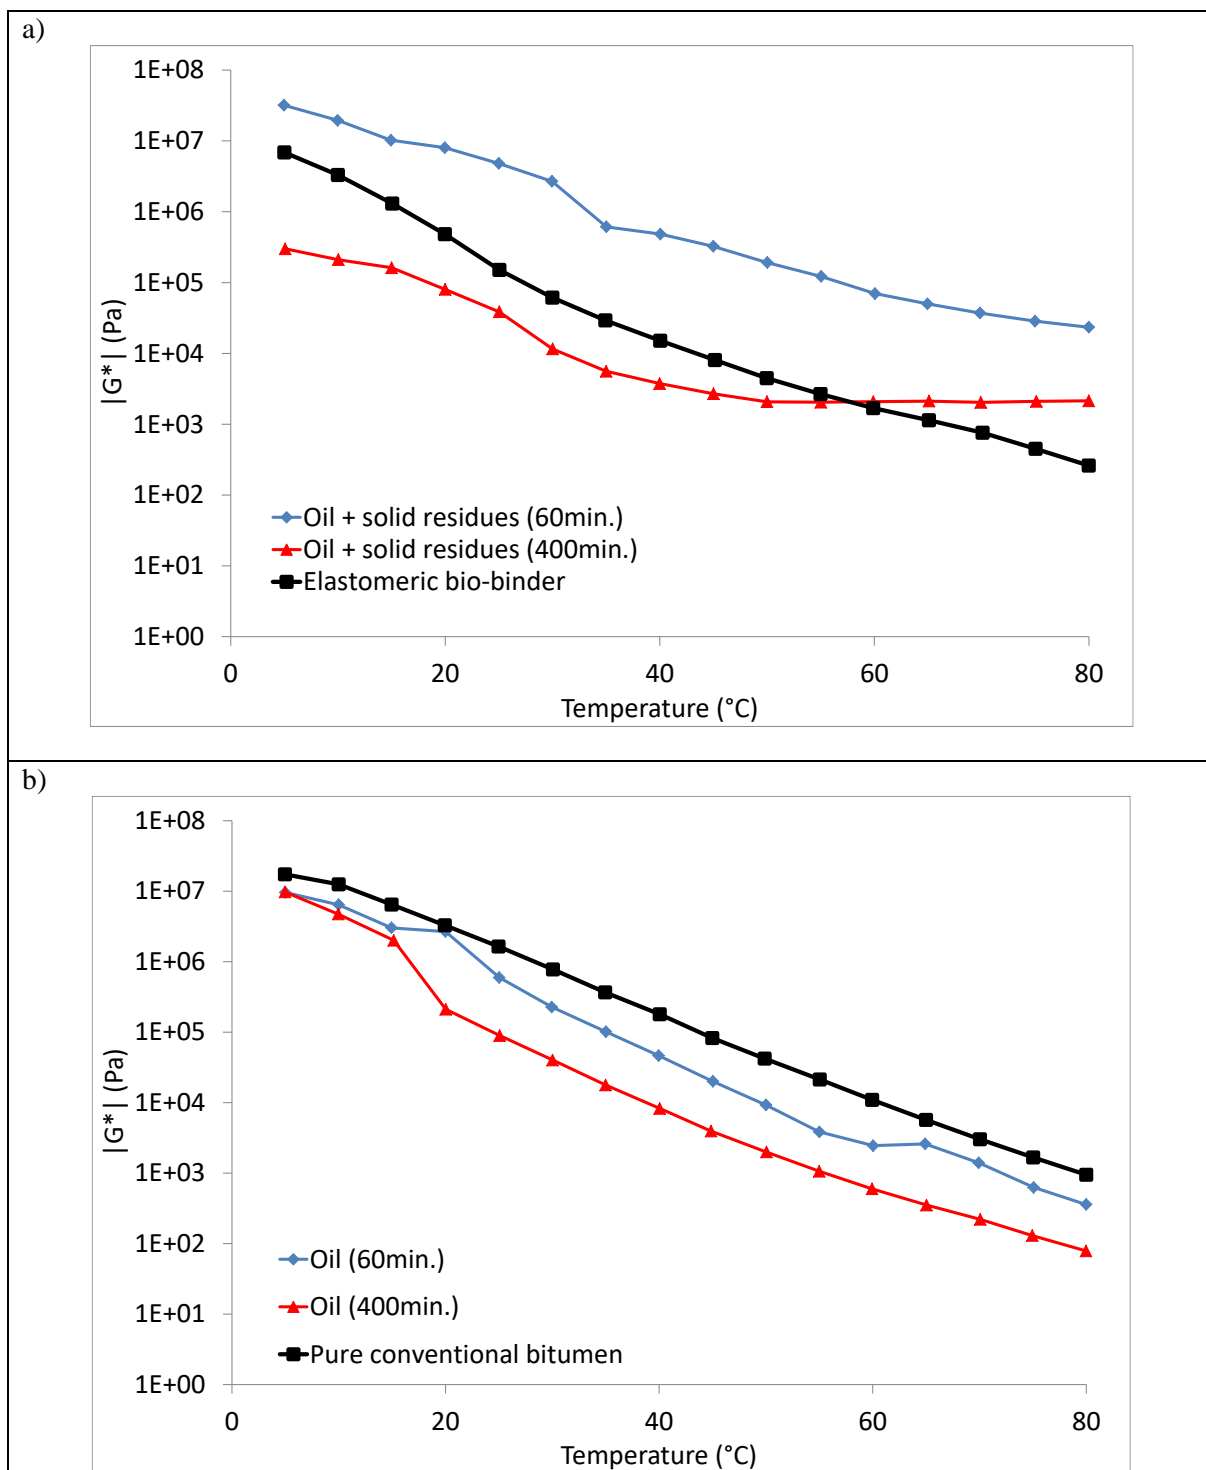 a)
1E+08
1E+07
1E+06
1E+05
1E+04
1E+03
1E+02
1E+01
1E+00
|G*| (Pa)
Oil + solid residues (60min.)
Oil + solid residues (400min.)
Elastomeric bio-binder
0 20 40 60 80
Temperature (°C)
b)
1E+08
1E+07
1E+06
1E+05
1E+04
1E+03
1E+02
1E+01
1E+00
|G*| (Pa)
Oil (60min.)
Oil (400min.)
Pure conventional bitumen
0 20 40 60 80
Temperature (°C)